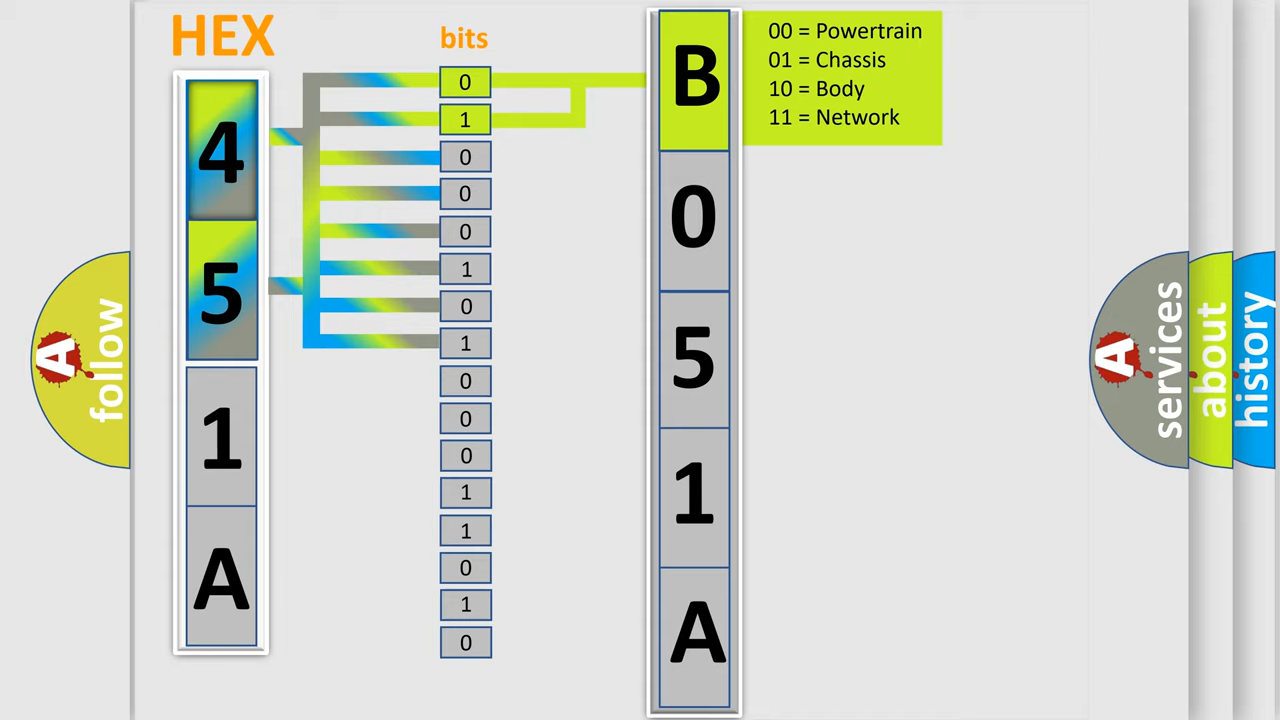 HEX
bits
4
5
1
A
0
1
0
0
0
1
0
1
0
0
0
1
1
0
1
0
B
0
5
1
A
00 = Powertrain
01 = Chassis
10 = Body
11 = Network
A follow
A services
about
history